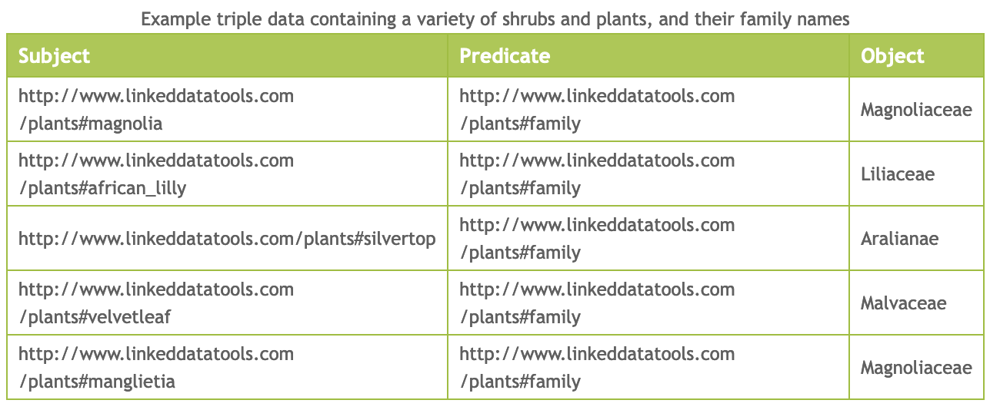 Example triple data containing a variety of shrubs and plants, and their family names
Subject Predicate Object
http://www.linkeddatatools.com
/plants#magnolia
http://www.linkeddatatools.com
/plants#family
Magnoliaceae
http://www.linkeddatatools.com
/plants#african_lilly
http://www.linkeddatatools.com
/plants#family
Liliaceae
http://www.linkeddatatools.com/plants#silvertop
http://www.linkeddatatools.com
/plants#family
Aralianae
http://www.linkeddatatools.com
/plants#velvetleaf
http://www.linkeddatatools.com
/plants#family
Malvaceae
http://www.linkeddatatools.com
/plants#manglietia
http://www.linkeddatatools.com
/plants#family
Magnoliaceae